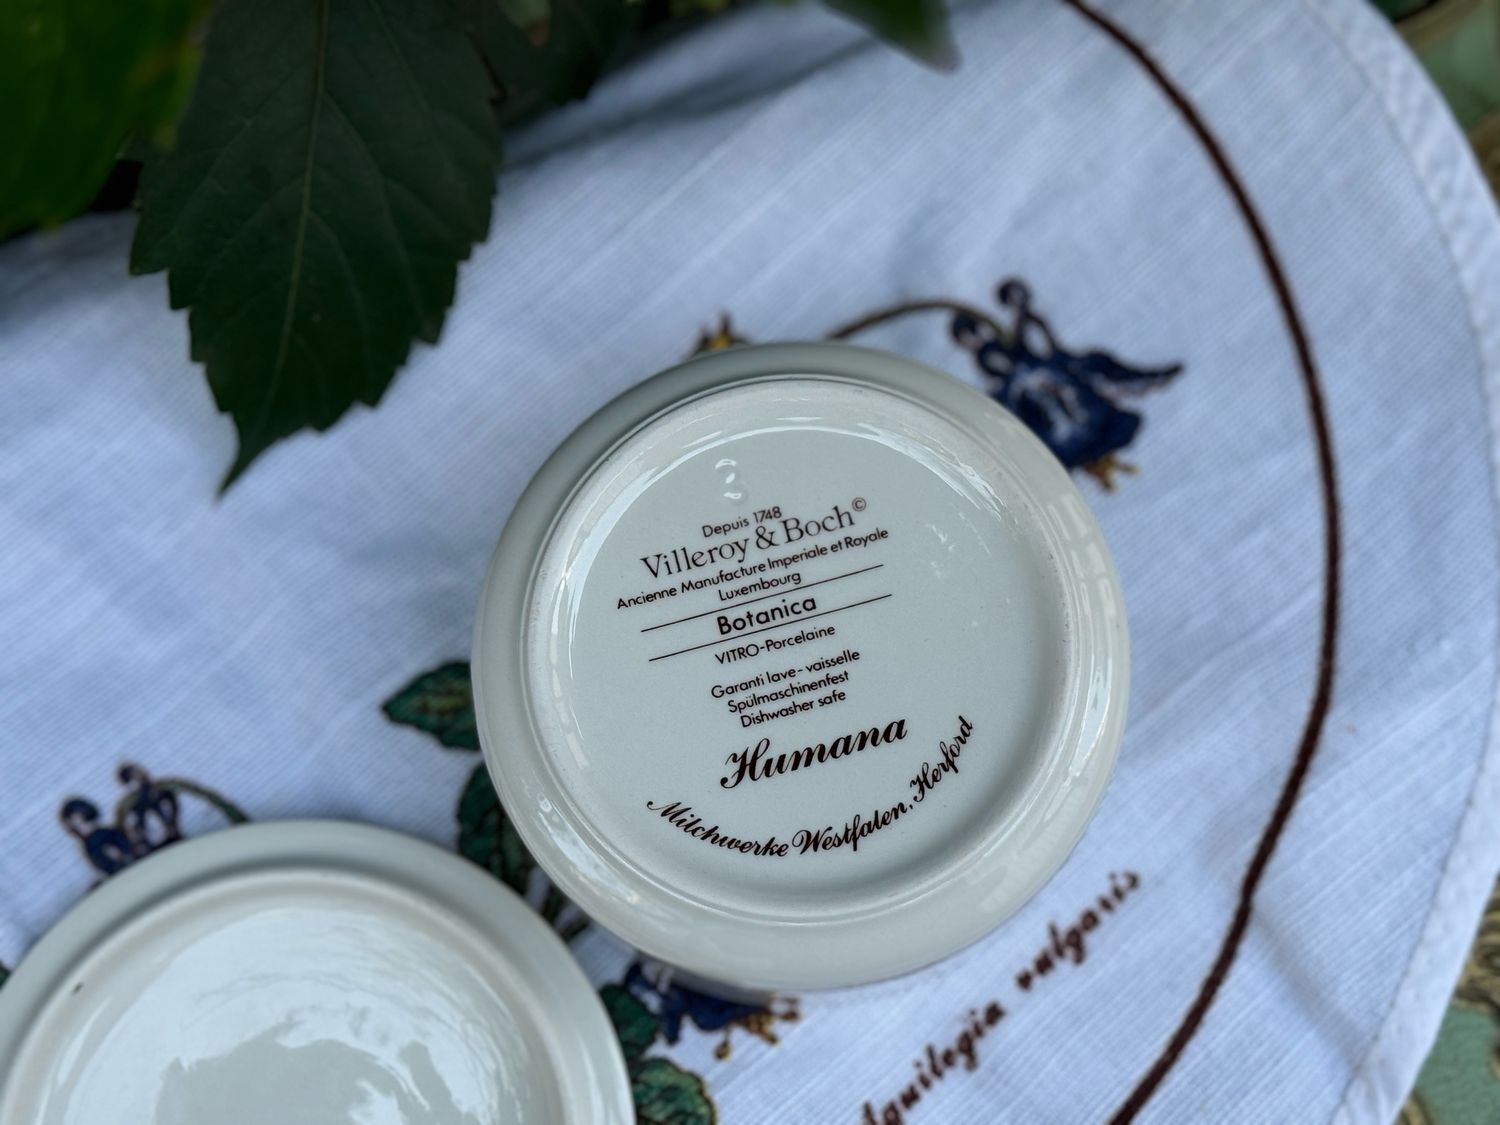 Depuis 1748
Villeroy & Boch©
Ancienne Manufacture Imperiale et Royale
Luxembourg
Botanica
VITRO-Porcelaine
Garanti lave-vaisselle
Spülmaschinenfest
Dishwasher safe
Humana
Milchwerke Westfalen, Herford
Aquilegia vulgaris